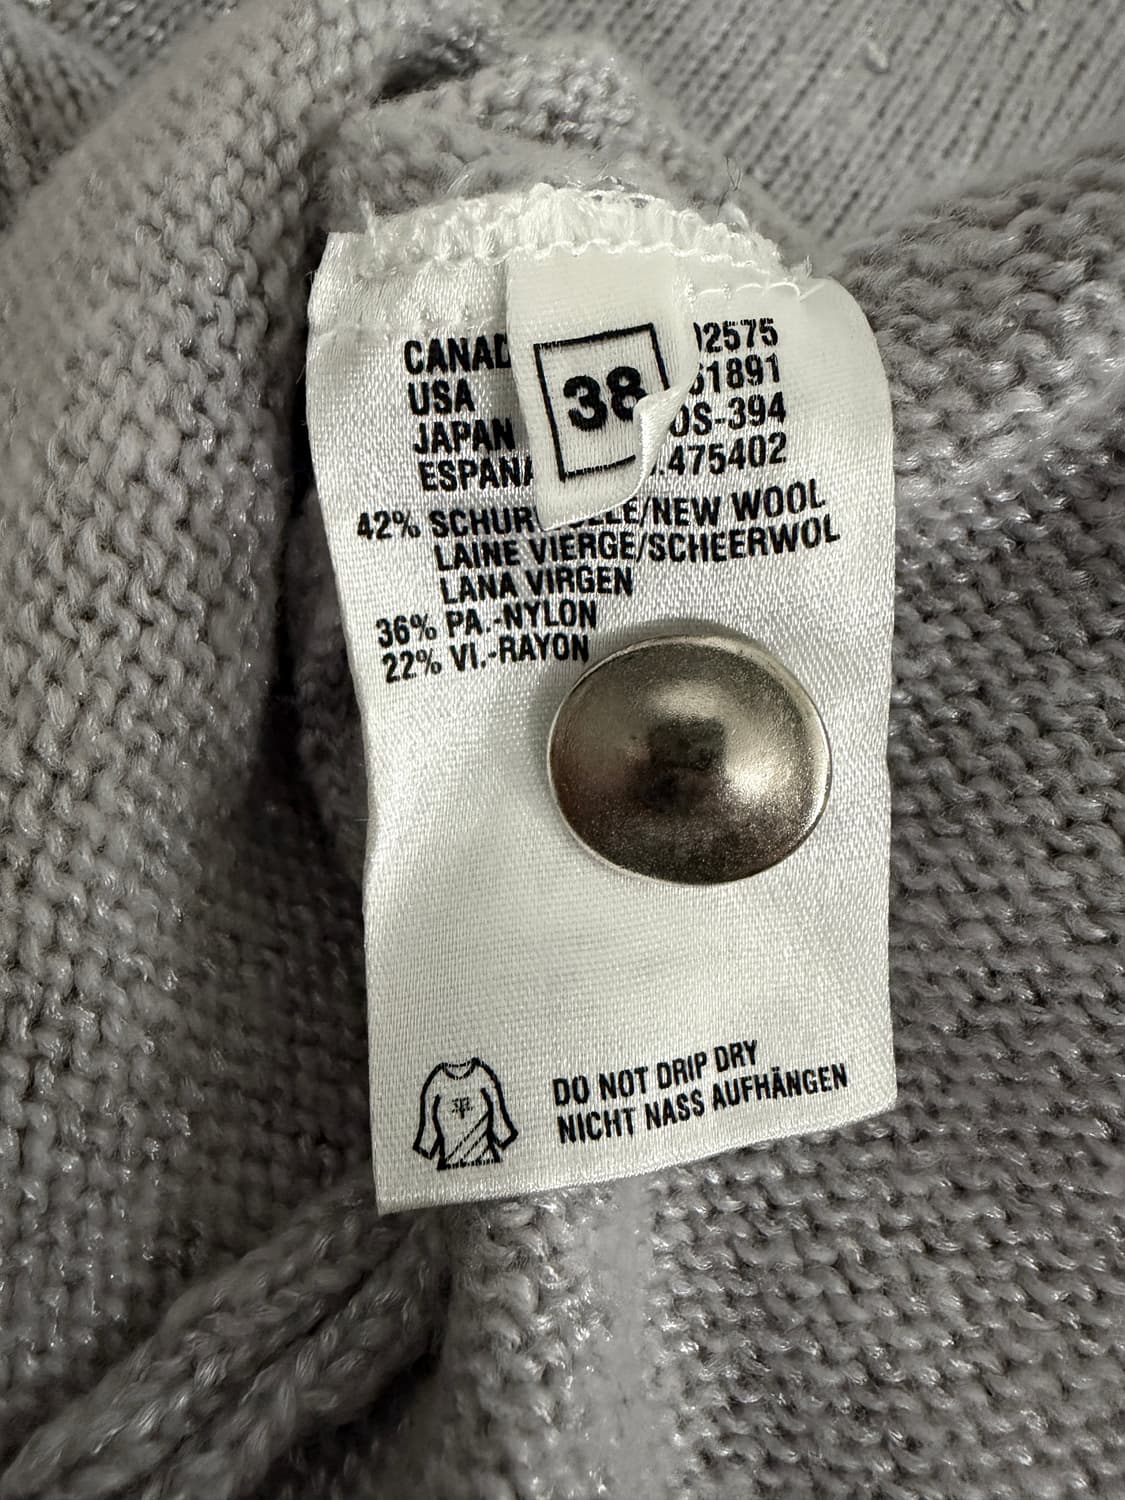 38
CANAD 02575
USA 51891
JAPAN OS-394
ESPANA .475402
42% SCHUR LLE/NEW WOOL
LAINE VIERGE/SCHEERWOL
LANA VIRGEN
36% PA.-NYLON
22% VI.-RAYON
DO NOT DRIP DRY
NICHT NASS AUFHÄNGEN